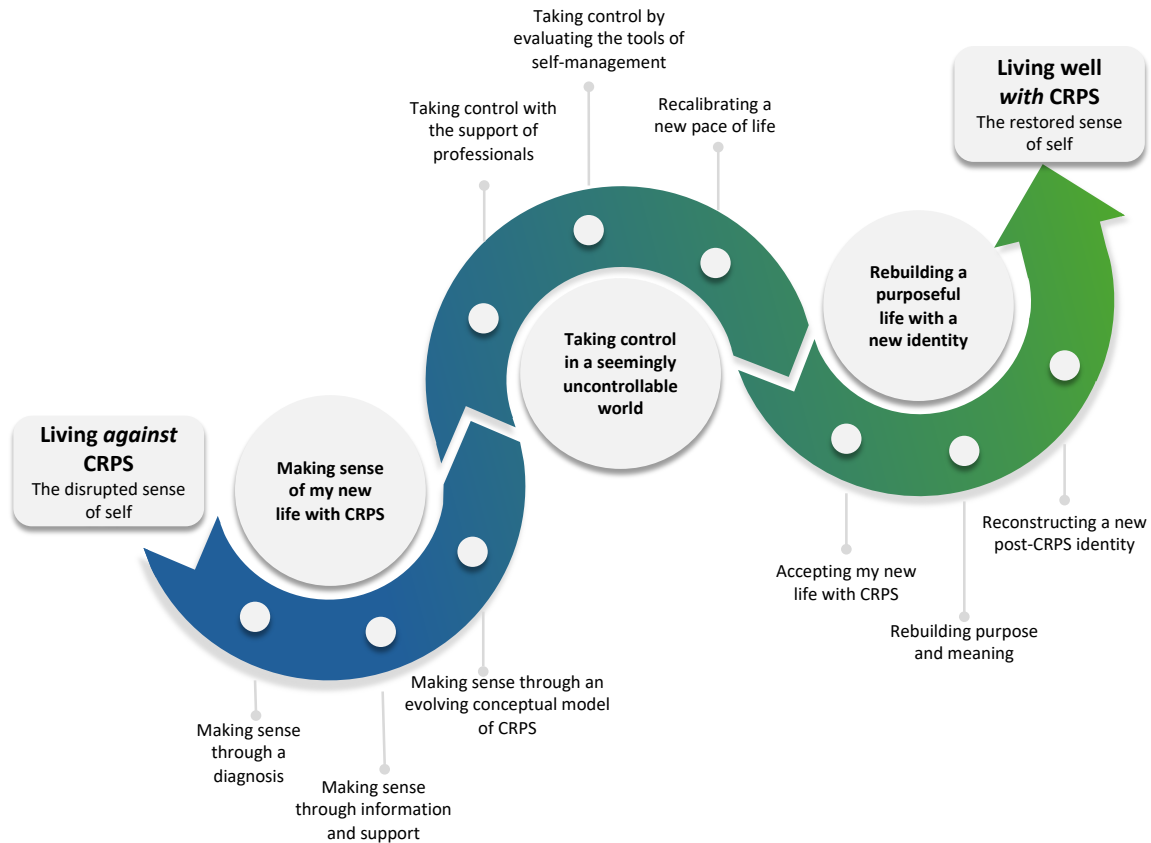 Living against
CRPS
The disrupted sense
of self
Making sense
of my new
life with CRPS
Making sense
through a
diagnosis
Making sense
through information
and support
Making sense through an
evolving conceptual model
of CRPS
Taking control
in a seemingly
uncontrollable
world
Taking control with
the support of
professionals
Taking control by
evaluating the tools of
self-management
Recalibrating a
new pace of life
Rebuilding a
purposeful
life with a
new identity
Accepting my new
life with CRPS
Rebuilding purpose
and meaning
Reconstructing a new
post-CRPS identity
Living well
with CRPS
The restored sense
of self